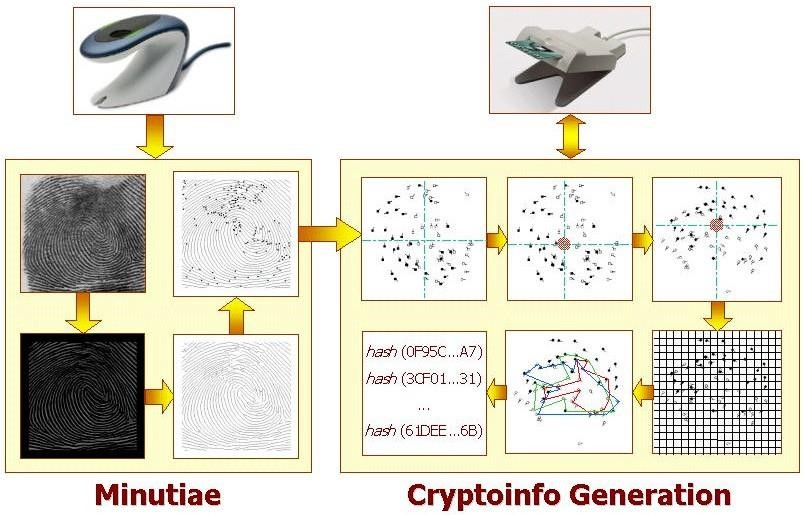 hash (0F95C...A7)
hash (3CF01...31)
...
hash (61DEE...6B)
Minutiae
Cryptoinfo Generation